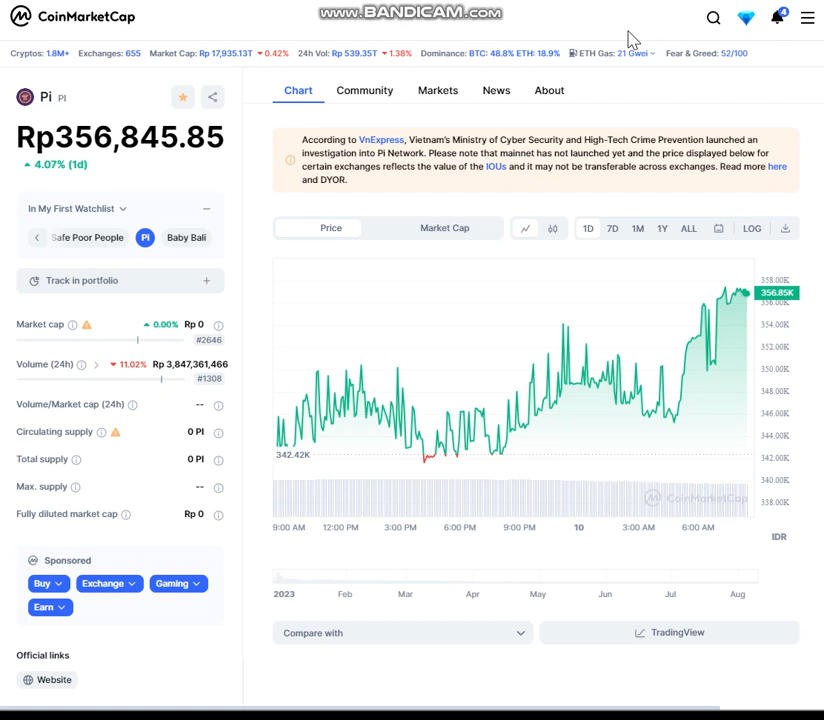 www.BANDICAM.com
CoinMarketCap
4
Cryptos: 1.8M+ Exchanges: 655 Market Cap: Rp 17,935.13T 0.42% 24h Vol: Rp 539.35T 1.38% Dominance: BTC: 48.8% ETH: 18.9% ETH Gas: 21 Gwei Fear & Greed: 52/100
Pi PI
Rp356,845.85
4.07% (1d)
In My First Watchlist
Safe Poor People Pi Baby Bali
Track in portfolio +
Market cap 0.00% Rp 0
#2646
Volume (24h) 11.02% Rp 3,847,361,466
#1308
Volume/Market cap (24h) --
Circulating supply 0 PI
Total supply 0 PI
Max. supply --
Fully diluted market cap Rp 0
Sponsored
Buy Exchange Gaming
Earn
Official links
Website
Chart Community Markets News About
According to VnExpress, Vietnam's Ministry of Cyber Security and High-Tech Crime Prevention launched an
investigation into Pi Network. Please note that mainnet has not launched yet and the price displayed below for
certain exchanges reflects the value of the IOUs and it may not be transferable across exchanges. Read more here
and DYOR.
Price Market Cap 1D 7D 1M 1Y ALL LOG
358.00K
356.85K
356.00K
354.00K
352.00K
350.00K
348.00K
346.00K
344.00K
342.42K
342.00K
340.00K
CoinMarketCap
338.00K
9:00 AM 12:00 PM 3:00 PM 6:00 PM 9:00 PM 10 3:00 AM 6:00 AM
IDR
2023 Feb Mar Apr May Jun Jul Aug
Compare with TradingView